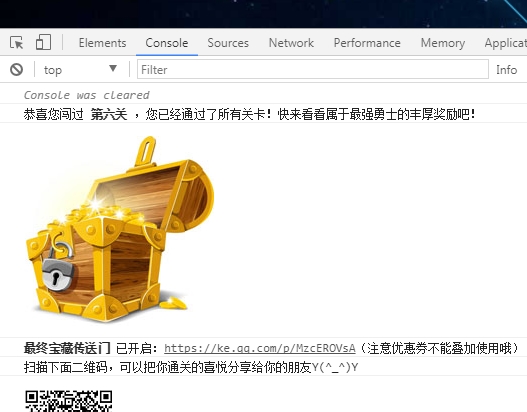 Elements Console Sources Network Performance Memory Applica
top Filter Info
Console was cleared
恭喜您闯过 第六关 ，您已经通过了所有关卡！快来看看属于最强勇士的丰厚奖励吧！
最终宝藏传送门 已开启：https://ke.qq.com/p/MzcEROVsA（注意优惠券不能叠加使用哦）
扫描下面二维码，可以把你通关的喜悦分享给你的朋友Y(^_^)Y